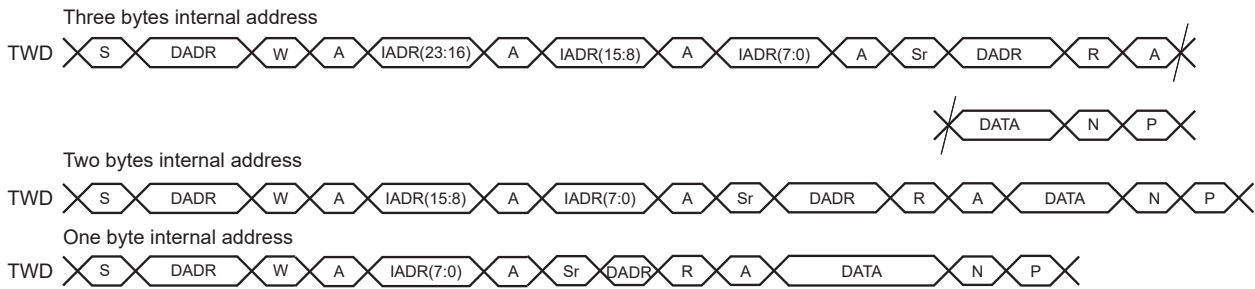 Three bytes internal address
TWD S DADR W A IADR(23:16) A IADR(15:8) A IADR(7:0) A Sr DADR R A
DATA N P
Two bytes internal address
TWD S DADR W A IADR(15:8) A IADR(7:0) A Sr DADR R A DATA N P
One byte internal address
TWD S DADR W A IADR(7:0) A Sr DADR R A DATA N P